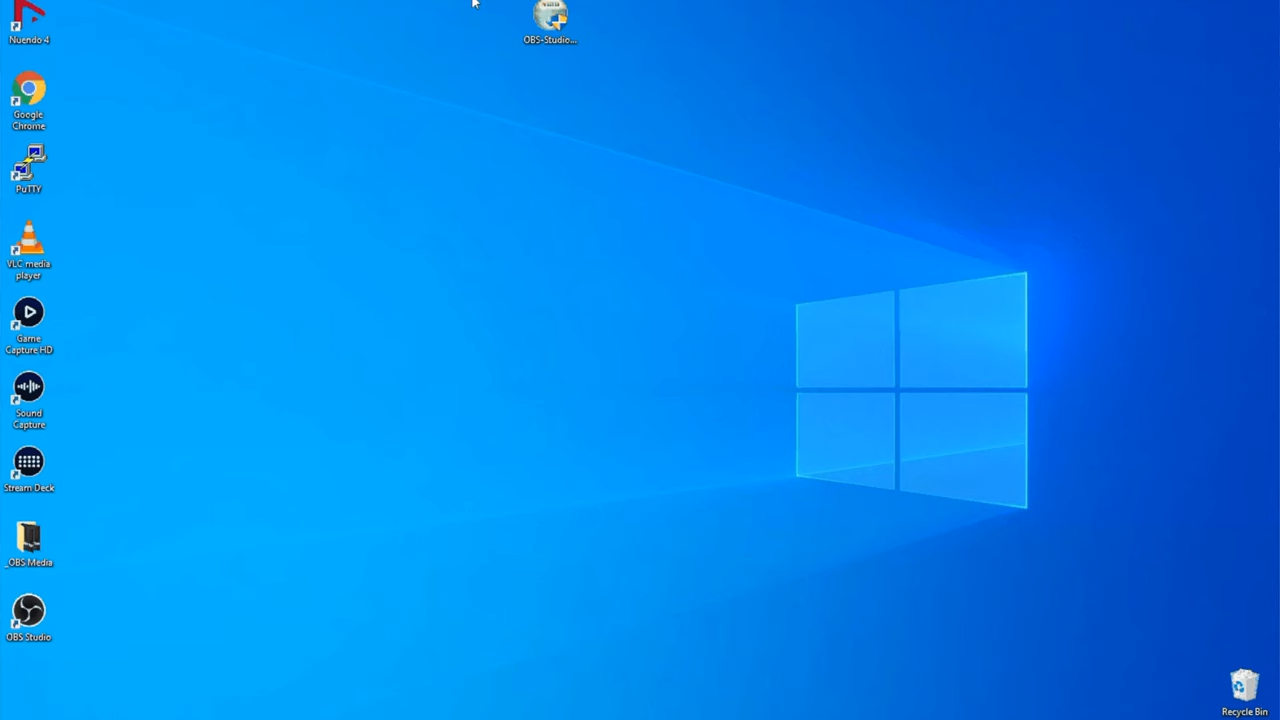 Nuendo 4
OBS-Studio...
Google
Chrome
PuTTY
VLC media
player
Game
Capture HD
Sound
Capture
Stream Deck
_OBS Media
OBS Studio
Recycle Bin